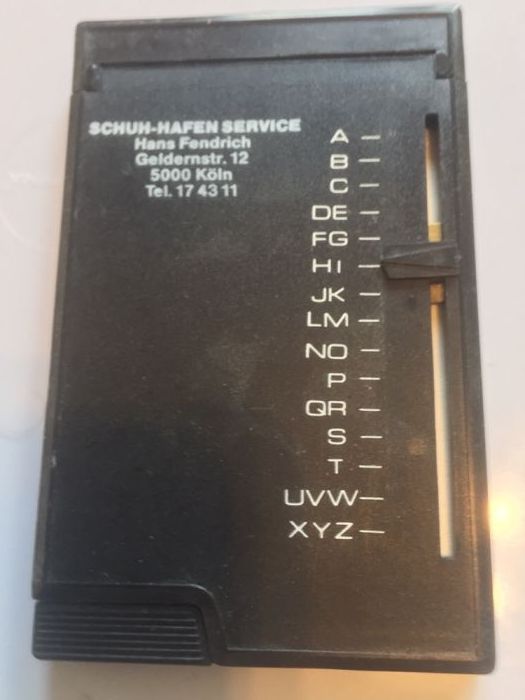 SCHUH-HAFEN SERVICE
Hans Fendrich
Geldernstr. 12
5000 Köln
Tel. 17 43 11
A
B
C
DE
FG
HI
JK
LM
NO
P
QR
S
T
UVW
XYZ